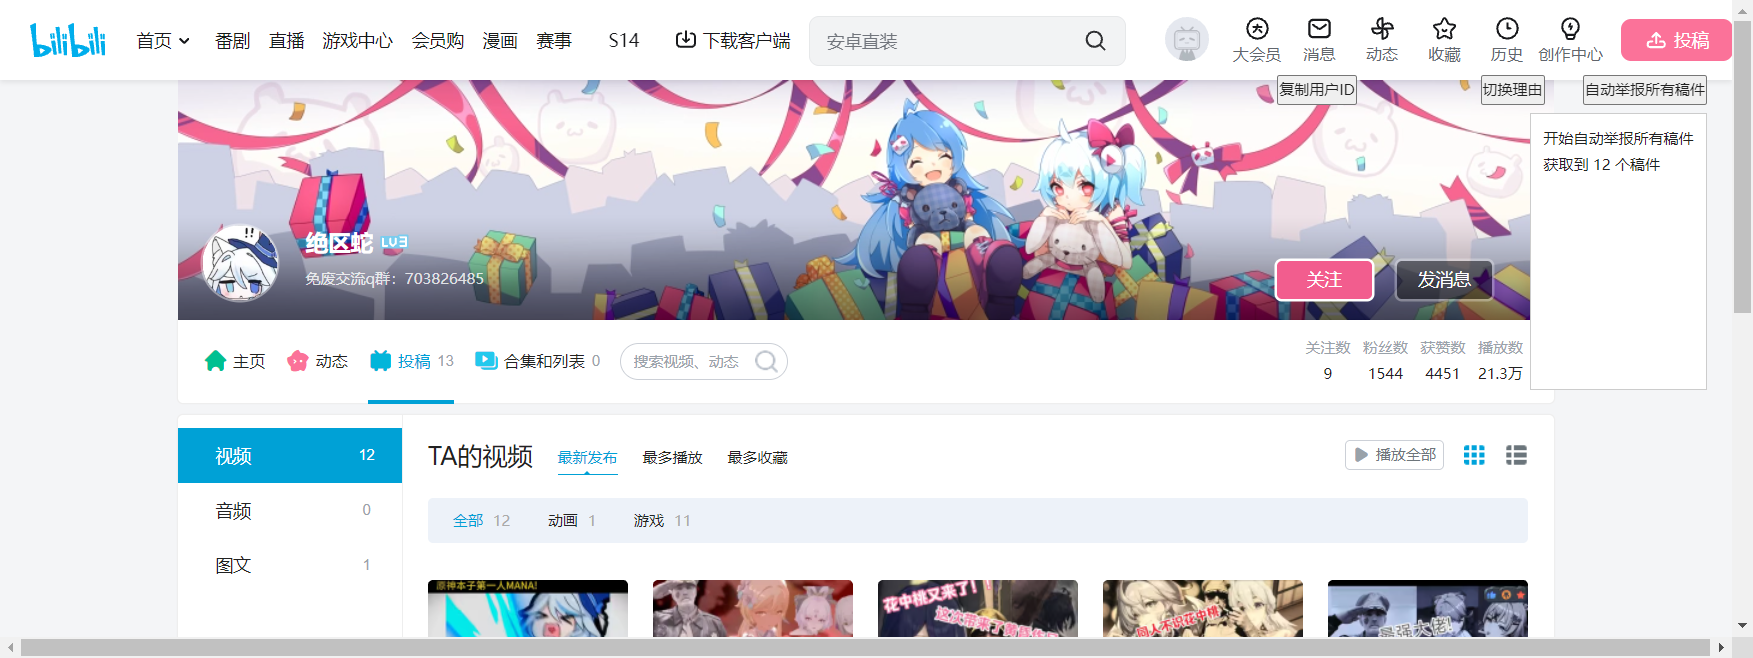 bilibili
首页 番剧 直播 游戏中心 会员购 漫画 赛事 S14 下载客户端 安卓直装 大会员 消息 动态 收藏 历史 创作中心 投稿
复制用户ID 切换理由 自动举报所有稿件
开始自动举报所有稿件
获取到 12 个稿件
绝区蛇 LV3
免废交流q群：703826485
关注 发消息
主页 动态 投稿 13 合集和列表 0 搜索视频、动态
关注数 粉丝数 获赞数 播放数
9 1544 4451 21.3万
视频 12
音频 0
图文 1
TA的视频 最新发布 最多播放 最多收藏 播放全部
全部 12 动画 1 游戏 11
原神本子第一人MANA!
花中桃又来了！
同人不识花中桃
最强大佬!